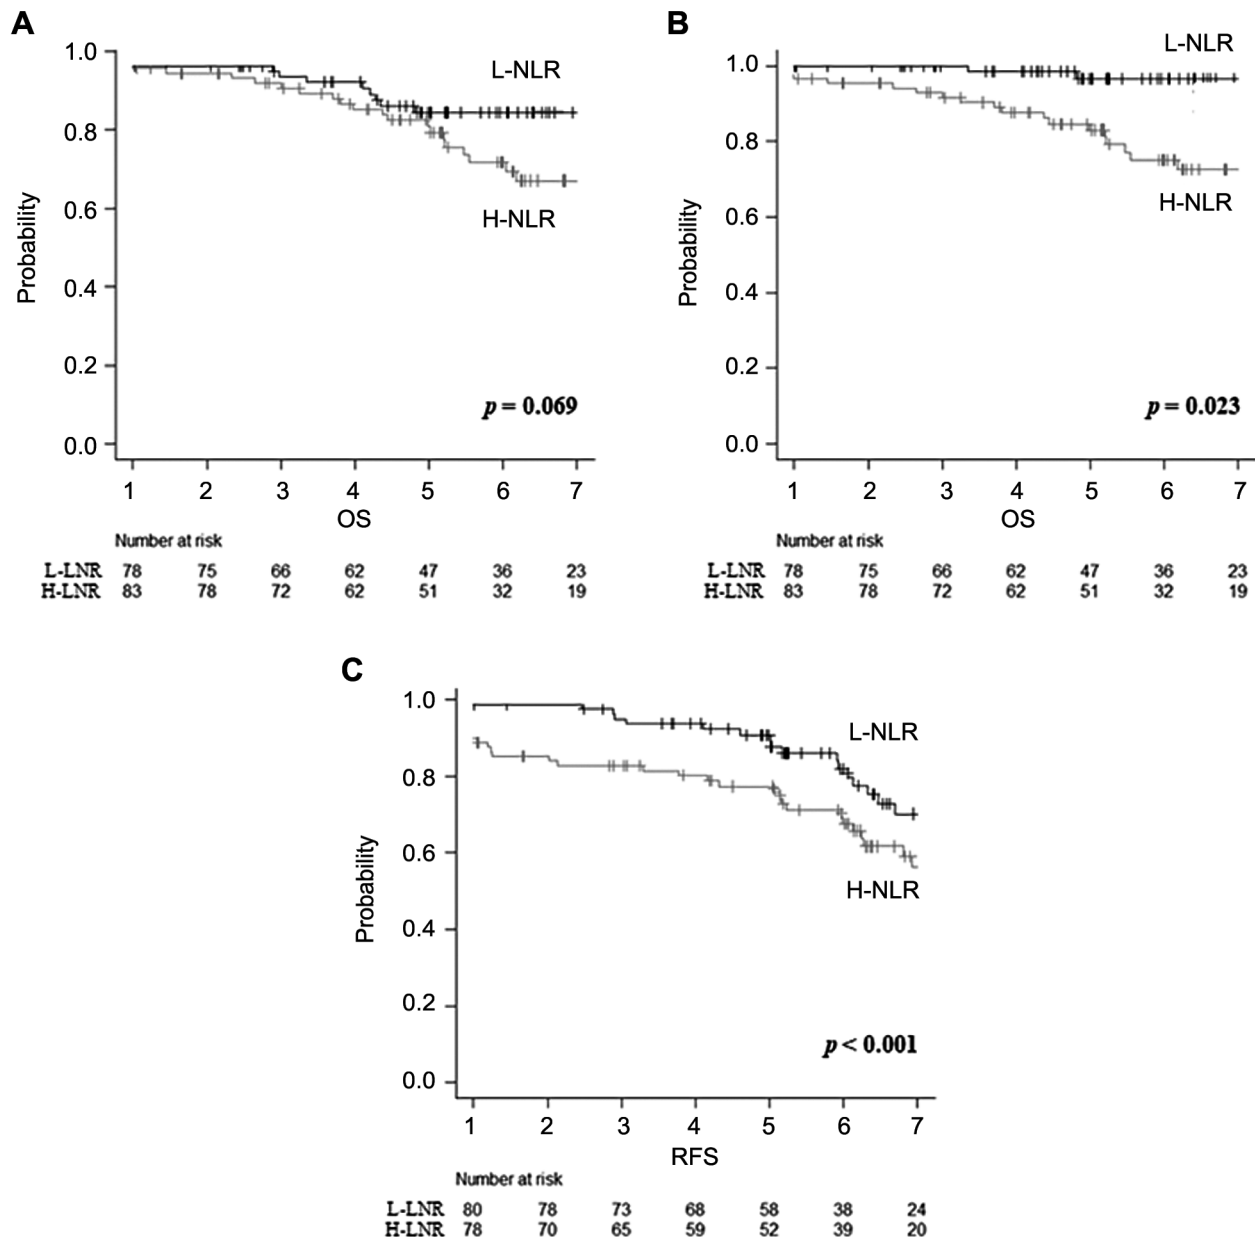 A
1.0
0.8
0.6
0.4
0.2
0.0
Probability
L-NLR
H-NLR
p = 0.069
1 2 3 4 5 6 7
OS
Number at risk
L-LNR 78 75 66 62 47 36 23
H-LNR 83 78 72 62 51 32 19
B
1.0
0.8
0.6
0.4
0.2
0.0
Probability
L-NLR
H-NLR
p = 0.023
1 2 3 4 5 6 7
OS
Number at risk
L-LNR 78 75 66 62 47 36 23
H-LNR 83 78 72 62 51 32 19
C
1.0
0.8
0.6
0.4
0.2
0.0
Probability
L-NLR
H-NLR
p < 0.001
1 2 3 4 5 6 7
RFS
Number at risk
L-LNR 80 78 73 68 58 38 24
H-LNR 78 70 65 59 52 39 20